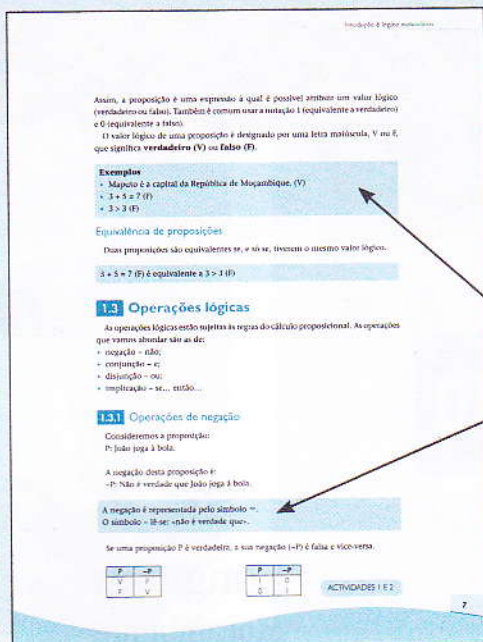 Introdução à lógica matemática
Assim, a proposição é uma expressão à qual é possível atribuir um valor lógico
(verdadeiro ou falso). Também é comum usar a notação 1 (equivalente a verdadeiro)
e 0 (equivalente a falso).
O valor lógico de uma proposição é designado por uma letra maiúscula, V ou F,
que significa verdadeiro (V) ou falso (F).
Exemplos
• Maputo é a capital da República de Moçambique. (V)
• 3 + 5 = 7 (F)
• 3 > 3 (F)
Equivalência de proposições
Duas proposições são equivalentes se, e só se, tiverem o mesmo valor lógico.
3 + 5 = 7 (F) é equivalente a 3 > 3 (F)
1.3 Operações lógicas
As operações lógicas estão sujeitas às regras do cálculo proposicional. As operações
que vamos abordar são as de:
• negação – não;
• conjunção – e;
• disjunção – ou;
• implicação – se... então...
1.3.1 Operações de negação
Consideremos a proposição:
P: João joga à bola.
A negação desta proposição é:
~P: Não é verdade que João joga à bola.
A negação é representada pelo símbolo ~.
O símbolo ~ lê-se: «não é verdade que».
Se uma proposição P é verdadeira, a sua negação (~P) é falsa e vice-versa.
P ~P P ~P
V F 1 0
F V 0 1
ACTIVIDADES 1 E 2
7